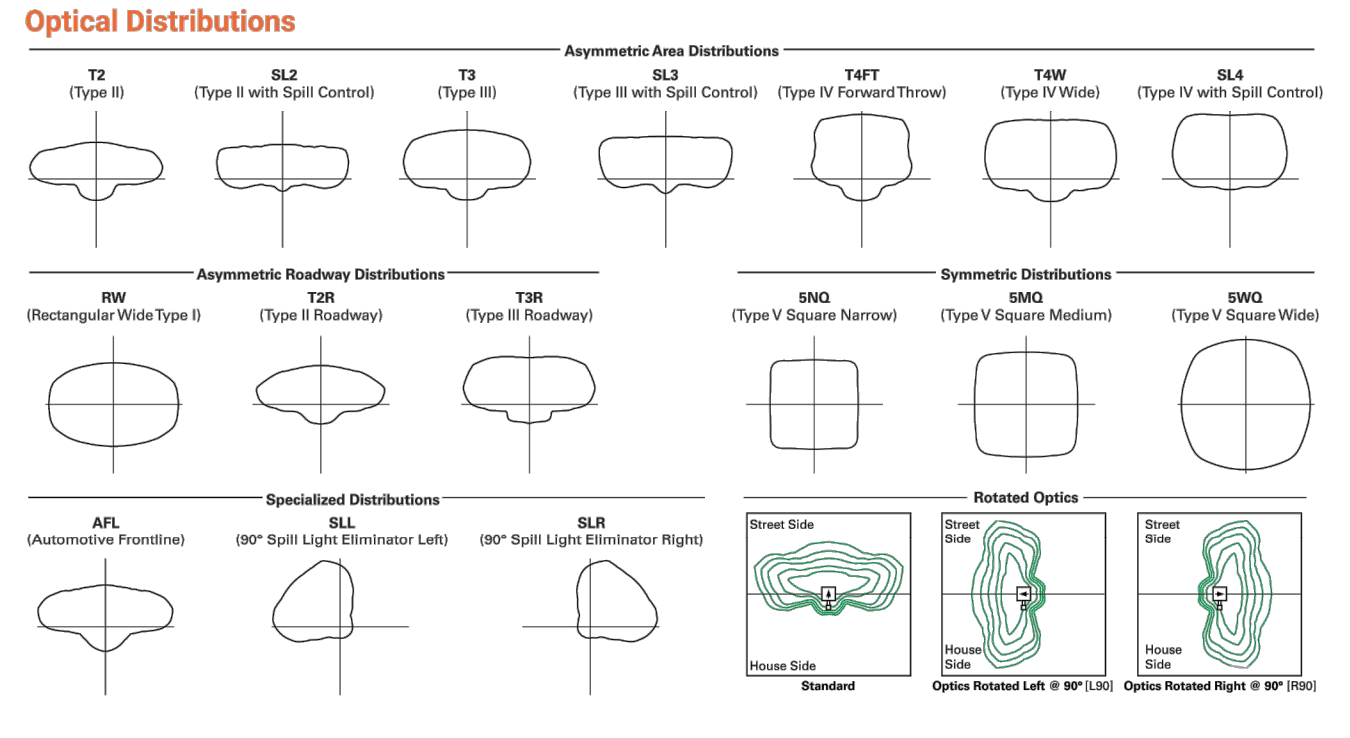 Optical Distributions
Asymmetric Area Distributions
T2
(Type II)
SL2
(Type II with Spill Control)
T3
(Type III)
SL3
(Type III with Spill Control)
T4FT
(Type IV Forward Throw)
T4W
(Type IV Wide)
SL4
(Type IV with Spill Control)
Asymmetric Roadway Distributions
RW
(Rectangular Wide Type I)
T2R
(Type II Roadway)
T3R
(Type III Roadway)
Symmetric Distributions
5NQ
(Type V Square Narrow)
5MQ
(Type V Square Medium)
5WQ
(Type V Square Wide)
Specialized Distributions
AFL
(Automotive Frontline)
SLL
(90° Spill Light Eliminator Left)
SLR
(90° Spill Light Eliminator Right)
Rotated Optics
Street Side
House Side
Standard
Street
Side
House
Side
Optics Rotated Left @ 90° [L90]
Street
Side
House
Side
Optics Rotated Right @ 90° [R90]